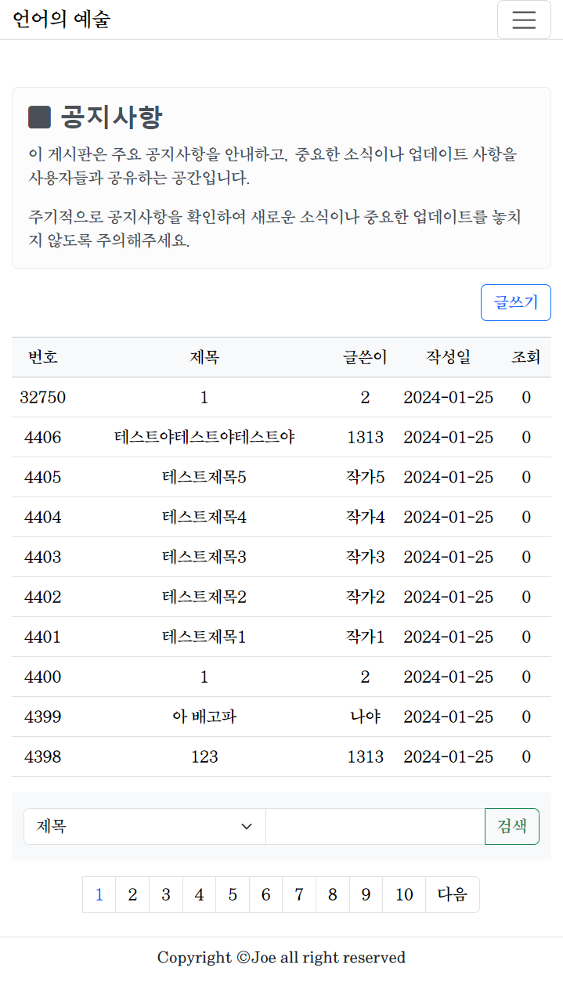 언어의 예술
공지사항
이 게시판은 주요 공지사항을 안내하고, 중요한 소식이나 업데이트 사항을
사용자들과 공유하는 공간입니다.
주기적으로 공지사항을 확인하여 새로운 소식이나 중요한 업데이트를 놓치
지 않도록 주의해주세요.
글쓰기
번호 제목 글쓴이 작성일 조회
32750 1 2 2024-01-25 0
4406 테스트야테스트야테스트야 1313 2024-01-25 0
4405 테스트제목5 작가5 2024-01-25 0
4404 테스트제목4 작가4 2024-01-25 0
4403 테스트제목3 작가3 2024-01-25 0
4402 테스트제목2 작가2 2024-01-25 0
4401 테스트제목1 작가1 2024-01-25 0
4400 1 2 2024-01-25 0
4399 아 배고파 나야 2024-01-25 0
4398 123 1313 2024-01-25 0
제목 검색
1 2 3 4 5 6 7 8 9 10 다음
Copyright ©Joe all right reserved